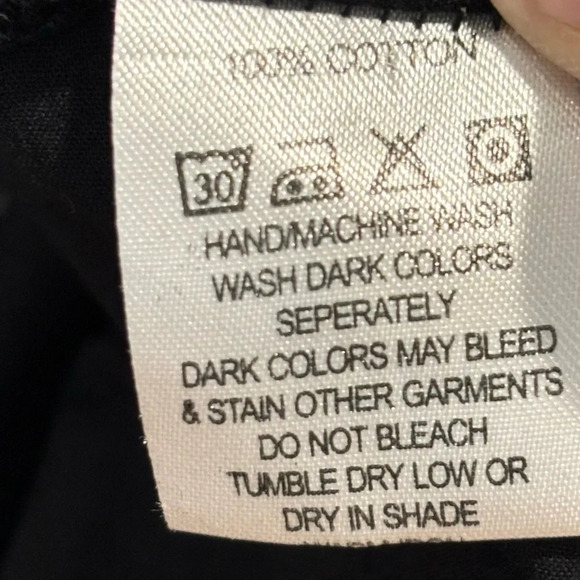 100% COTTON
30°
HAND/MACHINE WASH
WASH DARK COLORS
SEPERATELY
DARK COLORS MAY BLEED
& STAIN OTHER GARMENTS
DO NOT BLEACH
TUMBLE DRY LOW OR
DRY IN SHADE